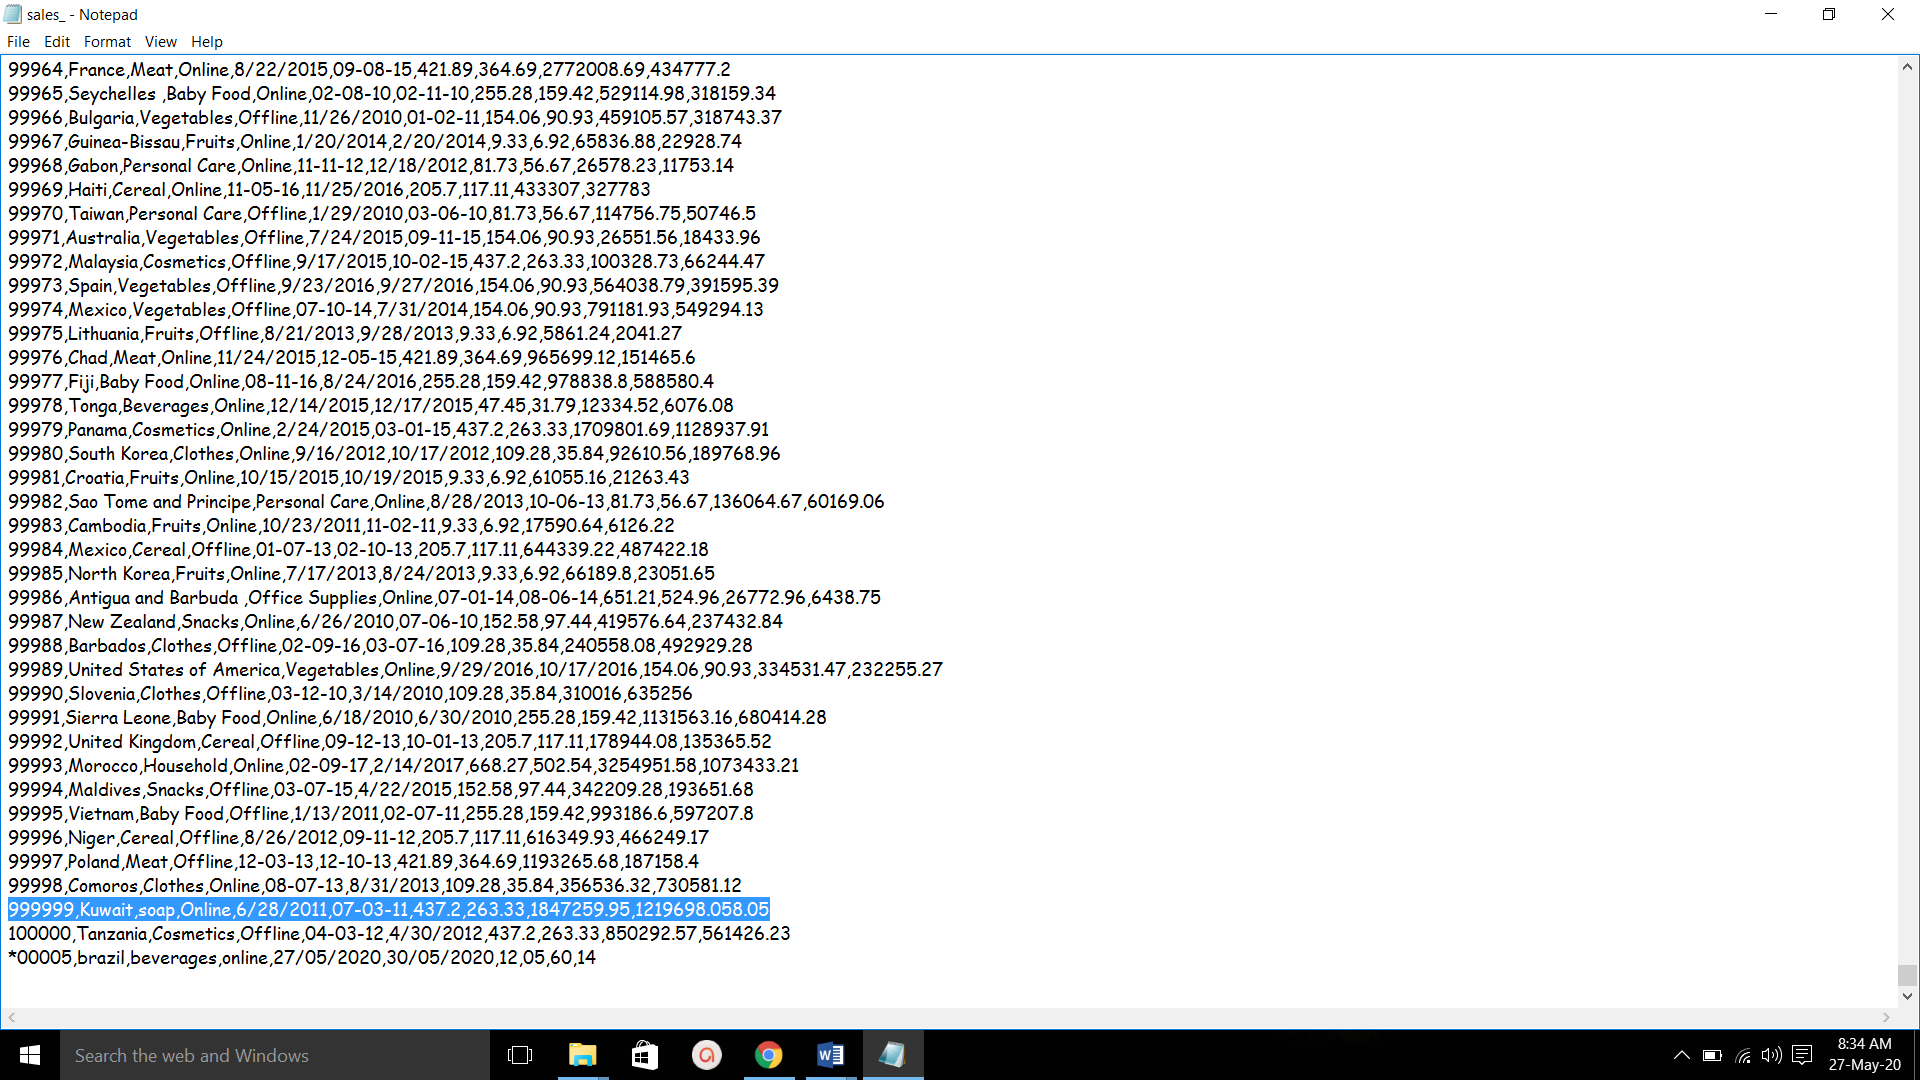 sales_ - Notepad
File Edit Format View Help
99964,France,Meat,Online,8/22/2015,09-08-15,421.89,364.69,2772008.69,434777.2
99965,Seychelles ,Baby Food,Online,02-08-10,02-11-10,255.28,159.42,529114.98,318159.34
99966,Bulgaria,Vegetables,Offline,11/26/2010,01-02-11,154.06,90.93,459105.57,318743.37
99967,Guinea-Bissau,Fruits,Online,1/20/2014,2/20/2014,9.33,6.92,65836.88,22928.74
99968,Gabon,Personal Care,Online,11-11-12,12/18/2012,81.73,56.67,26578.23,11753.14
99969,Haiti,Cereal,Online,11-05-16,11/25/2016,205.7,117.11,433307,327783
99970,Taiwan,Personal Care,Offline,1/29/2010,03-06-10,81.73,56.67,114756.75,50746.5
99971,Australia,Vegetables,Offline,7/24/2015,09-11-15,154.06,90.93,26551.56,18433.96
99972,Malaysia,Cosmetics,Offline,9/17/2015,10-02-15,437.2,263.33,100328.73,66244.47
99973,Spain,Vegetables,Offline,9/23/2016,9/27/2016,154.06,90.93,564038.79,391595.39
99974,Mexico,Vegetables,Offline,07-10-14,7/31/2014,154.06,90.93,791181.93,549294.13
99975,Lithuania,Fruits,Offline,8/21/2013,9/28/2013,9.33,6.92,5861.24,2041.27
99976,Chad,Meat,Online,11/24/2015,12-05-15,421.89,364.69,965699.12,151465.6
99977,Fiji,Baby Food,Online,08-11-16,8/24/2016,255.28,159.42,978838.8,588580.4
99978,Tonga,Beverages,Online,12/14/2015,12/17/2015,47.45,31.79,12334.52,6076.08
99979,Panama,Cosmetics,Online,2/24/2015,03-01-15,437.2,263.33,1709801.69,1128937.91
99980,South Korea,Clothes,Online,9/16/2012,10/17/2012,109.28,35.84,92610.56,189768.96
99981,Croatia,Fruits,Online,10/15/2015,10/19/2015,9.33,6.92,61055.16,21263.43
99982,Sao Tome and Principe,Personal Care,Online,8/28/2013,10-06-13,81.73,56.67,136064.67,60169.06
99983,Cambodia,Fruits,Online,10/23/2011,11-02-11,9.33,6.92,17590.64,6126.22
99984,Mexico,Cereal,Offline,01-07-13,02-10-13,205.7,117.11,644339.22,487422.18
99985,North Korea,Fruits,Online,7/17/2013,8/24/2013,9.33,6.92,66189.8,23051.65
99986,Antigua and Barbuda ,Office Supplies,Online,07-01-14,08-06-14,651.21,524.96,26772.96,6438.75
99987,New Zealand,Snacks,Online,6/26/2010,07-06-10,152.58,97.44,419576.64,237432.84
99988,Barbados,Clothes,Offline,02-09-16,03-07-16,109.28,35.84,240558.08,492929.28
99989,United States of America,Vegetables,Online,9/29/2016,10/17/2016,154.06,90.93,334531.47,232255.27
99990,Slovenia,Clothes,Offline,03-12-10,3/14/2010,109.28,35.84,310016,635256
99991,Sierra Leone,Baby Food,Online,6/18/2010,6/30/2010,255.28,159.42,1131563.16,680414.28
99992,United Kingdom,Cereal,Offline,09-12-13,10-01-13,205.7,117.11,178944.08,135365.52
99993,Morocco,Household,Online,02-09-17,2/14/2017,668.27,502.54,3254951.58,1073433.21
99994,Maldives,Snacks,Offline,03-07-15,4/22/2015,152.58,97.44,342209.28,193651.68
99995,Vietnam,Baby Food,Offline,1/13/2011,02-07-11,255.28,159.42,993186.6,597207.8
99996,Niger,Cereal,Offline,8/26/2012,09-11-12,205.7,117.11,616349.93,466249.17
99997,Poland,Meat,Offline,12-03-13,12-10-13,421.89,364.69,1193265.68,187158.4
99998,Comoros,Clothes,Online,08-07-13,8/31/2013,109.28,35.84,356536.32,730581.12
999999,Kuwait,soap,Online,6/28/2011,07-03-11,437.2,263.33,1847259.95,1219698.058.05
100000,Tanzania,Cosmetics,Offline,04-03-12,4/30/2012,437.2,263.33,850292.57,561426.23
*00005,brazil,beverages,online,27/05/2020,30/05/2020,12,05,60,14
Search the web and Windows
8:34 AM
27-May-20